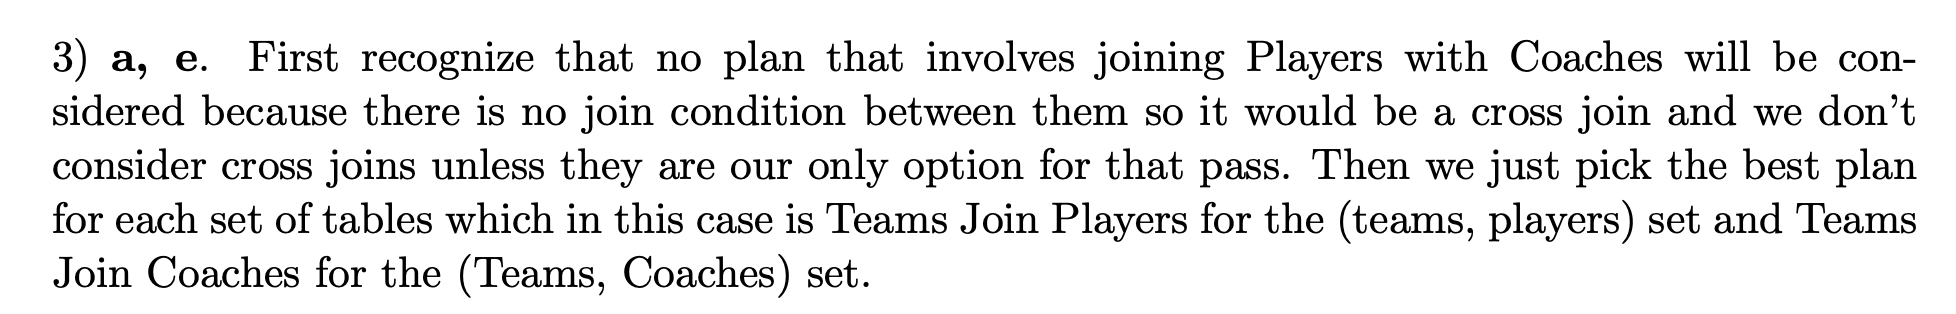 3) a, e. First recognize that no plan that involves joining Players with Coaches will be con-
sidered because there is no join condition between them so it would be a cross join and we don’t
consider cross joins unless they are our only option for that pass. Then we just pick the best plan
for each set of tables which in this case is Teams Join Players for the (teams, players) set and Teams
Join Coaches for the (Teams, Coaches) set.